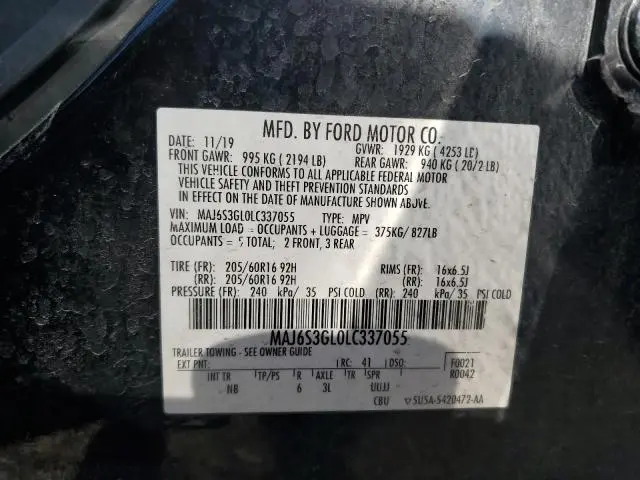 MFD. BY FORD MOTOR CO.
DATE: 11/19 GVWR: 1929 KG ( 4253 LB)
FRONT GAWR: 995 KG ( 2194 LB) REAR GAWR: 940 KG ( 2072 LB)
THIS VEHICLE CONFORMS TO ALL APPLICABLE FEDERAL MOTOR
VEHICLE SAFETY AND THEFT PREVENTION STANDARDS
IN EFFECT ON THE DATE OF MANUFACTURE SHOWN ABOVE.
VIN: MAJ6S3GL0LC337055 TYPE: MPV
MAXIMUM LOAD = OCCUPANTS + LUGGAGE = 375KG/ 827LB
OCCUPANTS = 5 TOTAL; 2 FRONT, 3 REAR
TIRE (FR): 205/60R16 92H RIMS (FR): 16x6.5J
(RR): 205/60R16 92H (RR): 16x6.5J
PRESSURE (FR): 240 kPa/ 35 PSI COLD (RR): 240 kPa/ 35 PSI COLD
MAJ6S3GL0LC337055
TRAILER TOWING - SEE OWNER GUIDE
EXT PNT: RC: 41 DSO: F0021
INT TR TP/PS R AXLE TR SPR R0042
NB 6 3L UUJJ
CBU SU5A-5420472-AA